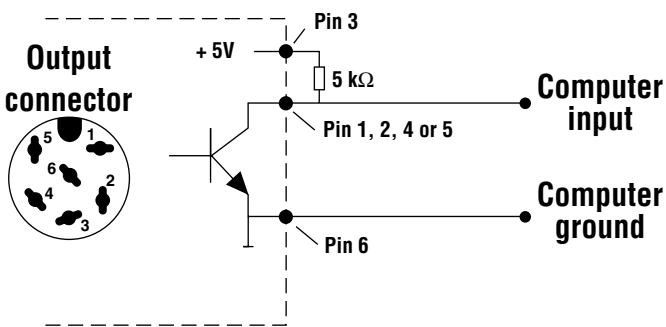 Output
connector
5
1
6
4
2
3
+ 5V
Pin 3
5 kΩ
Pin 1, 2, 4 or 5
Pin 6
Computer
input
Computer
ground